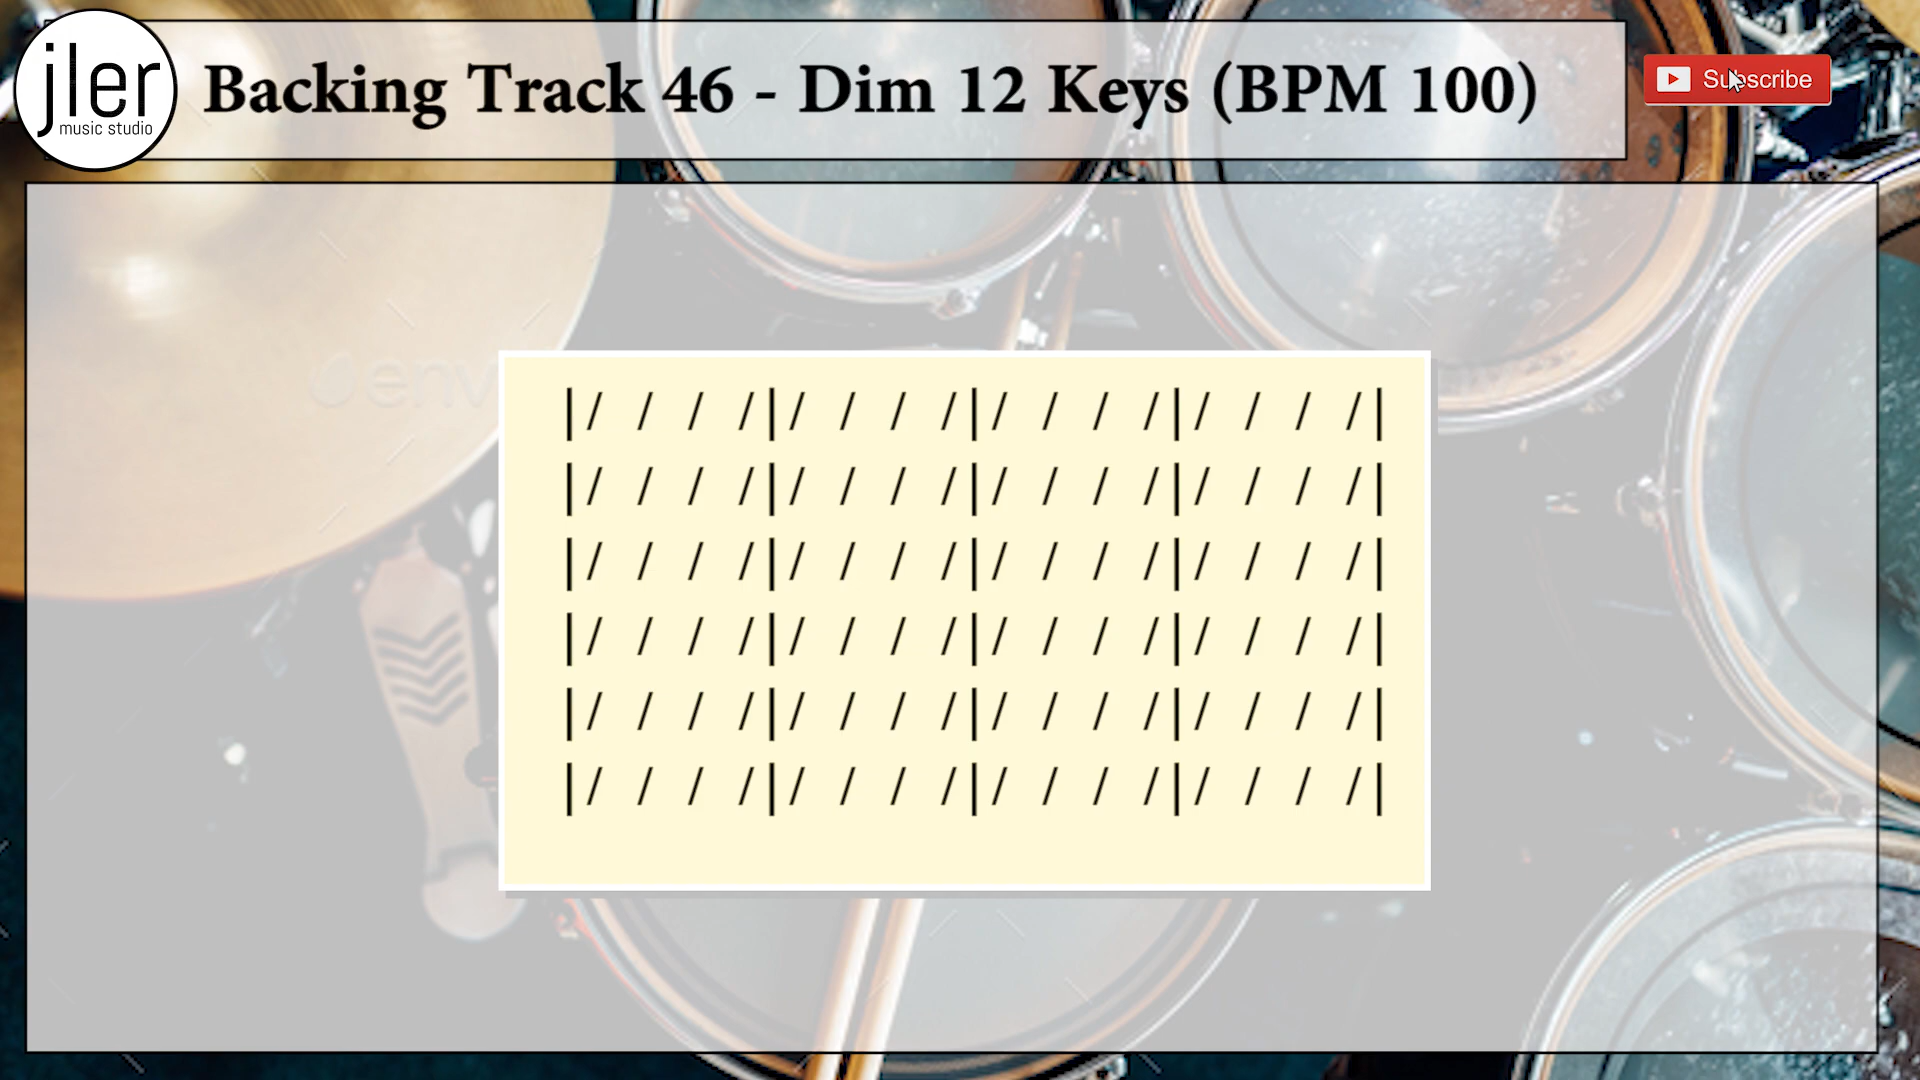 jler
music studio
Backing Track 46 - Dim 12 Keys (BPM 100)
Subscribe
|/ / / /|/ / / /|/ / / /|/ / / /|
|/ / / /|/ / / /|/ / / /|/ / / /|
|/ / / /|/ / / /|/ / / /|/ / / /|
|/ / / /|/ / / /|/ / / /|/ / / /|
|/ / / /|/ / / /|/ / / /|/ / / /|
|/ / / /|/ / / /|/ / / /|/ / / /|